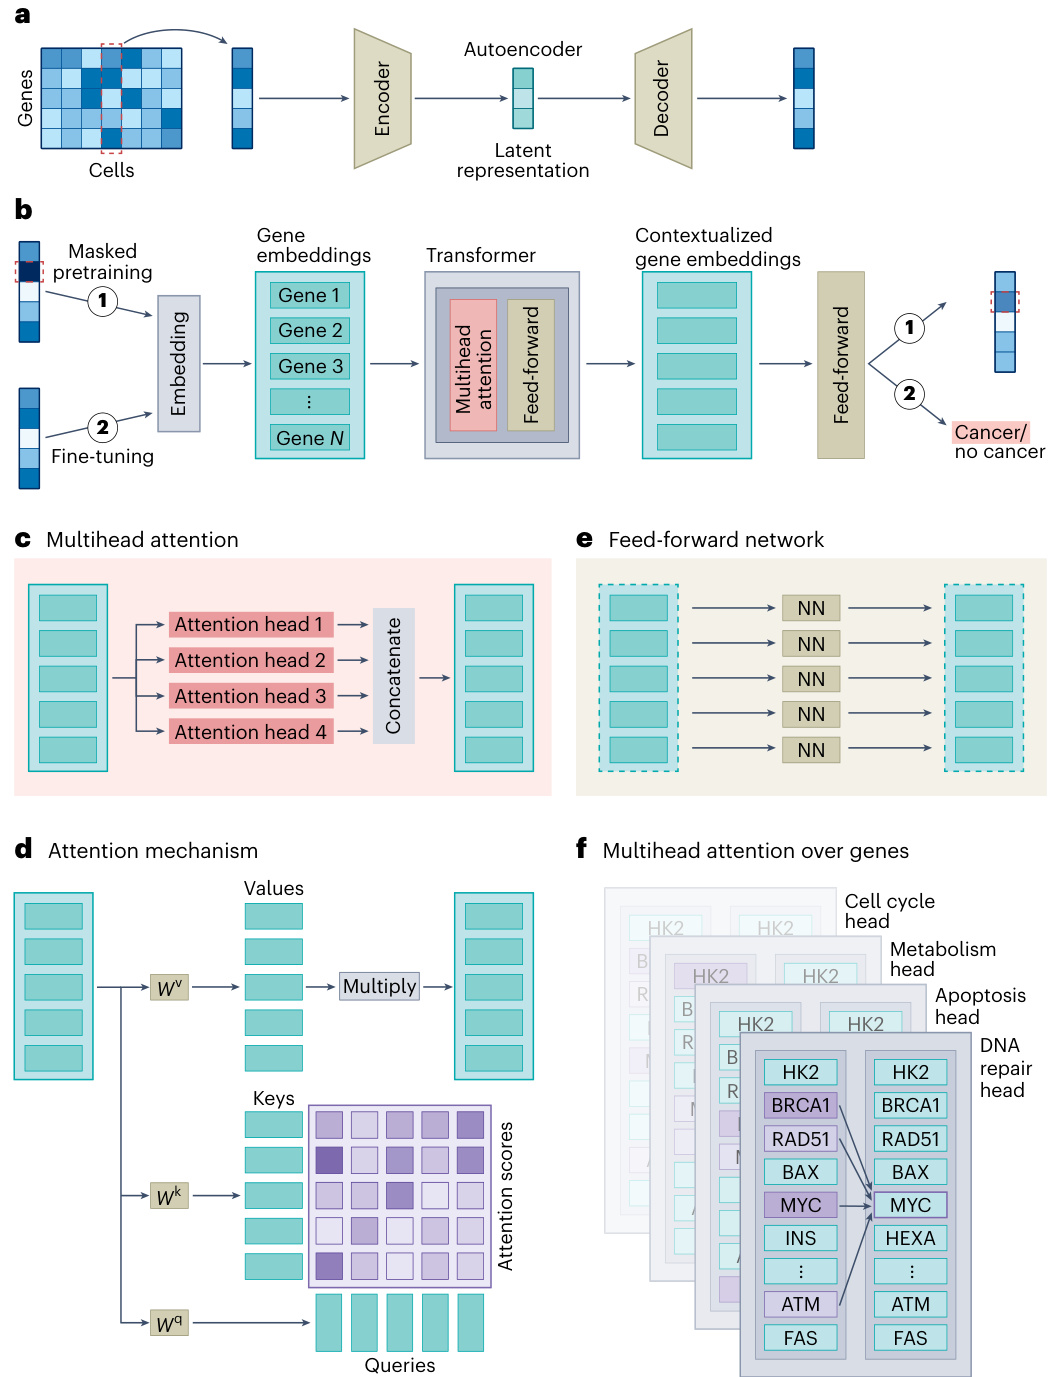 a
Genes
Cells
Encoder
Autoencoder
Latent
representation
Decoder
b
Masked
pretraining
1
2
Fine-tuning
Embedding
Gene
embeddings
Gene 1
Gene 2
Gene 3
⋮
Gene N
Transformer
Multihead
attention
Feed-forward
Contextualized
gene embeddings
Feed-forward
1
2
Cancer/
no cancer
c Multihead attention
Attention head 1
Attention head 2
Attention head 3
Attention head 4
Concatenate
e Feed-forward network
NN
NN
NN
NN
NN
d Attention mechanism
Values
Wᵛ
Multiply
Keys
Wᵏ
Attention scores
W^q
Queries
f Multihead attention over genes
Cell cycle
head
HK2 HK2
B
R
Metabolism
head
HK2 HK2
B
R
Apoptosis
head
HK2 HK2
B
R
DNA
repair
head
HK2 HK2
BRCA1 BRCA1
RAD51 RAD51
BAX BAX
MYC MYC
INS HEXA
⋮ ⋮
ATM ATM
FAS FAS